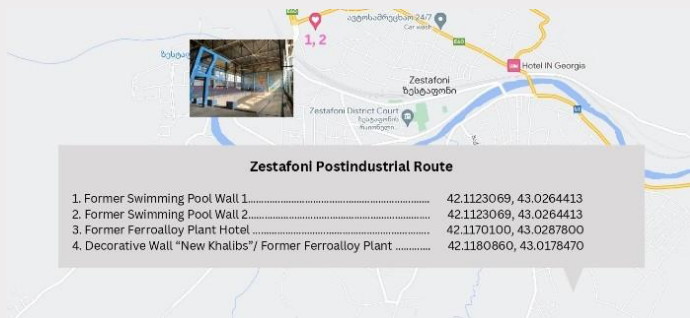 ავტოსამრეცხაო 24/7
Car wash
1, 2
E60
Hotel IN Georgia
Zestafoni
ზესტაფონი
Zestafoni District Court
ზესტაფონის
რაიონული
Zestafoni Postindustrial Route
1. Former Swimming Pool Wall 1 42.1123069, 43.0264413
2. Former Swimming Pool Wall 2 42.1123069, 43.0264413
3. Former Ferroalloy Plant Hotel 42.1170100, 43.0287800
4. Decorative Wall “New Khalibs”/ Former Ferroalloy Plant 42.1180860, 43.0178470